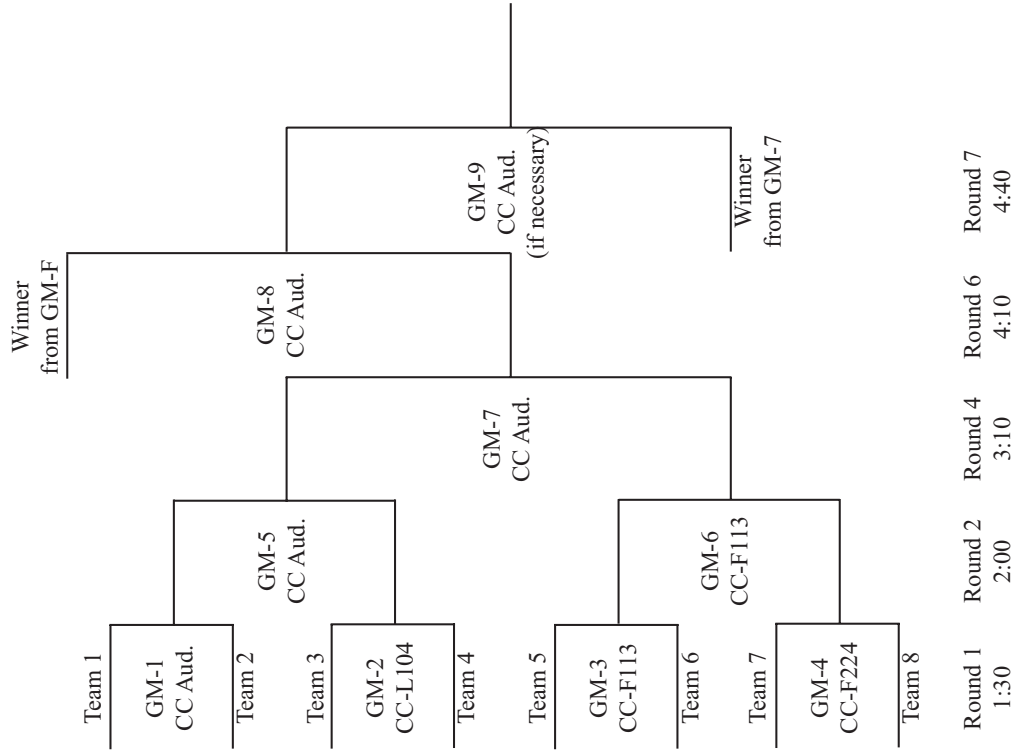 Team 1
GM-1
CC Aud.
Team 2
Team 3
GM-2
CC-L104
Team 4
Team 5
GM-3
CC-F113
Team 6
Team 7
GM-4
CC-F224
Team 8
GM-5
CC Aud.
GM-6
CC-F113
GM-7
CC Aud.
Winner
from GM-F
GM-8
CC Aud.
GM-9
CC Aud.
(if necessary)
Winner
from GM-7
Round 1
1:30
Round 2
2:00
Round 4
3:10
Round 6
4:10
Round 7
4:40